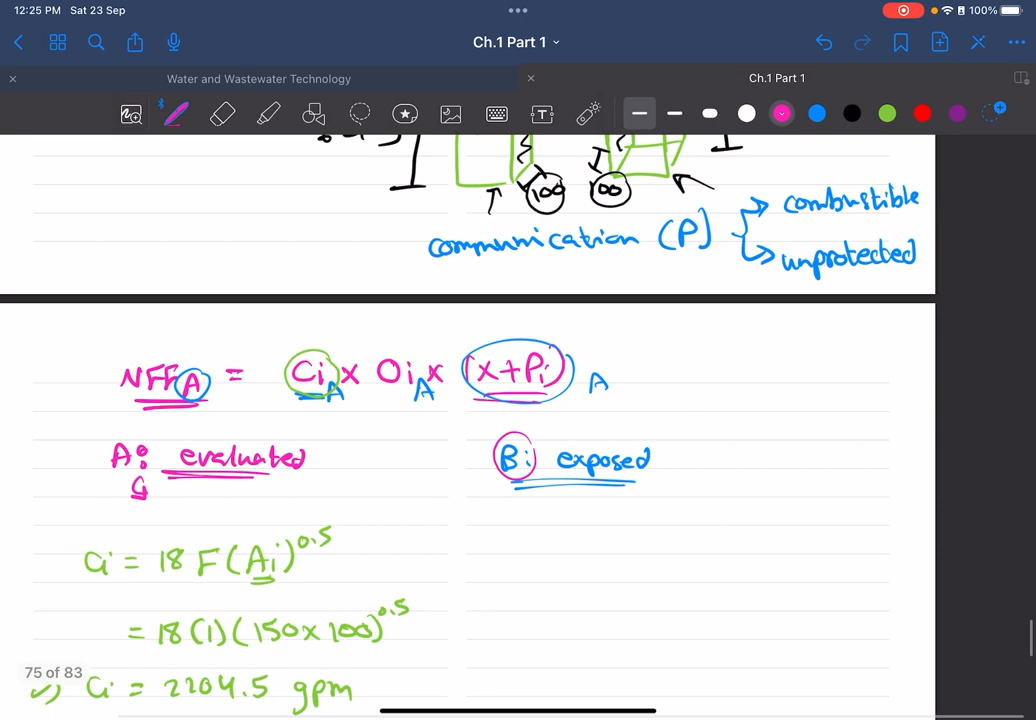 12:25 PM Sat 23 Sep
100%
Ch.1 Part 1
Water and Wastewater Technology
Ch.1 Part 1
100
100
communication (P)
combustible
unprotected
NFFA = Ci A x Oi A x (x+Pi) A
A: evaluated
B: exposed
Ci = 18 F (Ai)^0.5
= 18 (1) (150 x 100)^0.5
75 of 83
Ci = 2204.5 gpm